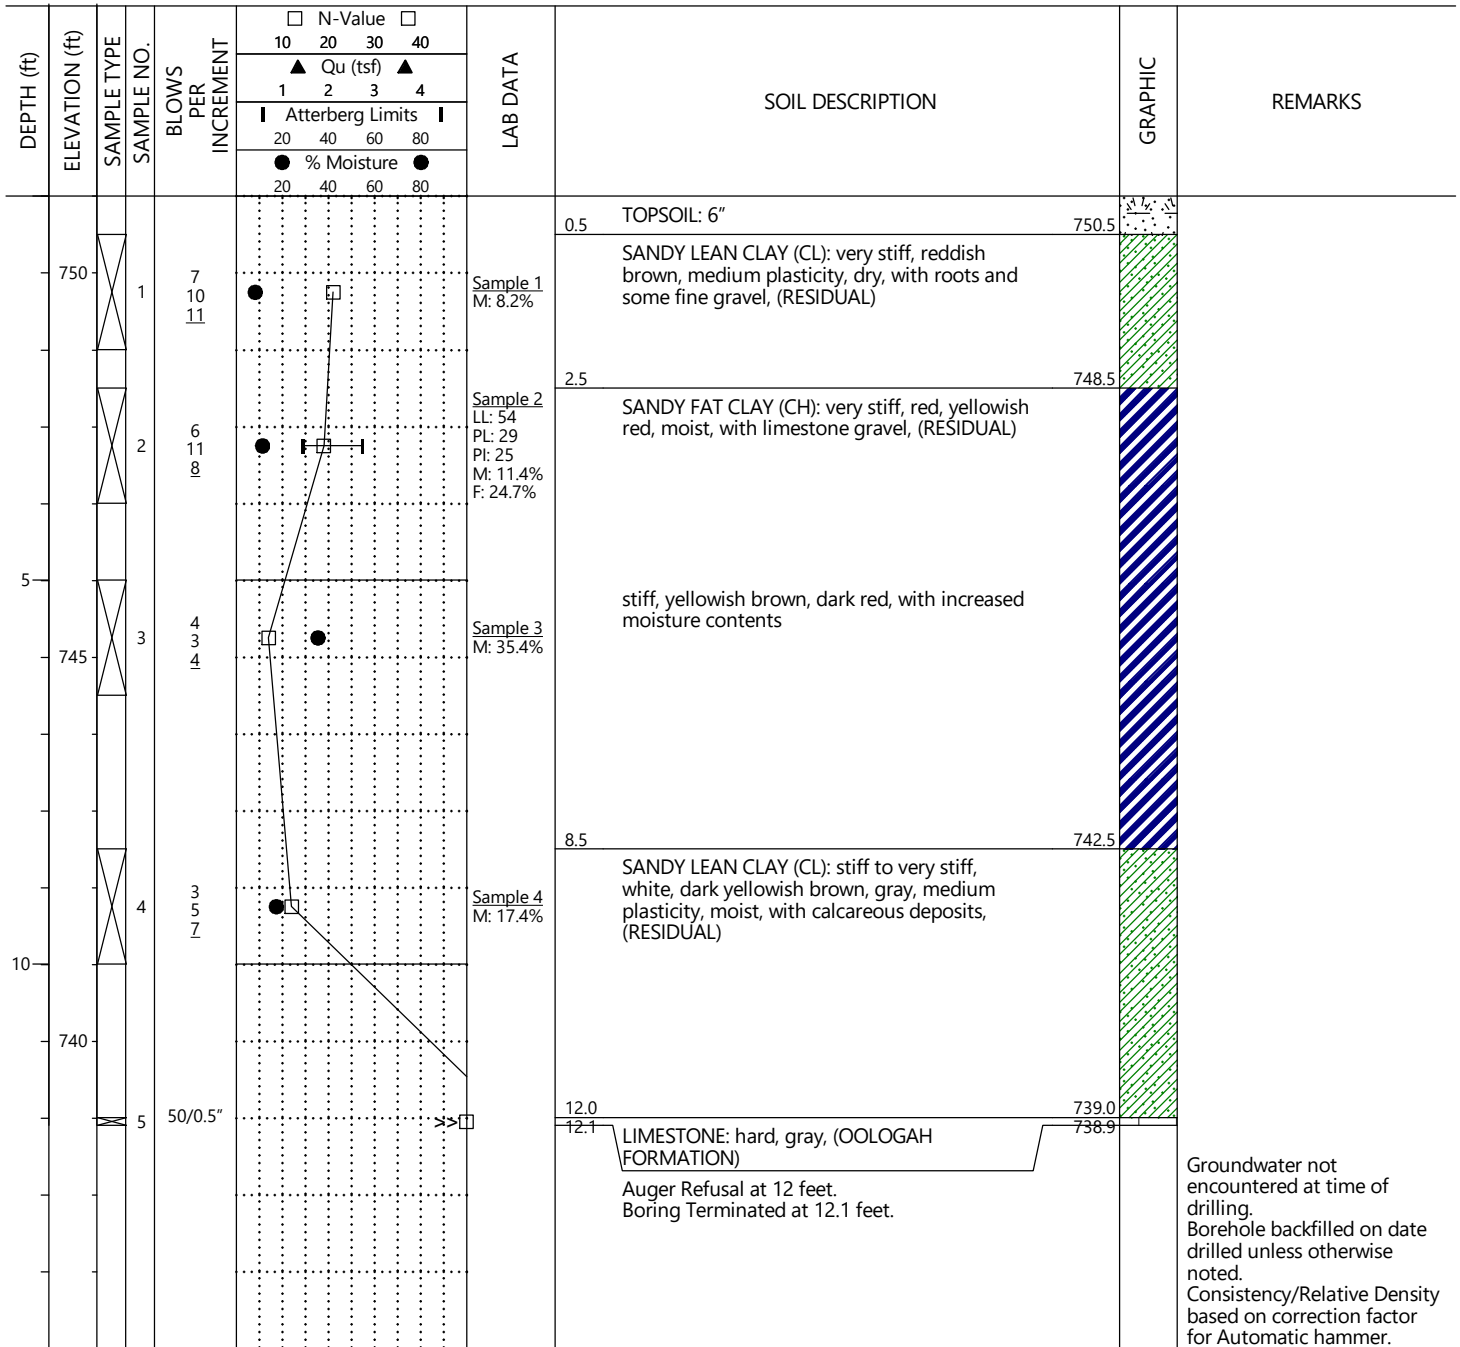 DEPTH (ft)
ELEVATION (ft)
SAMPLE TYPE
SAMPLE NO.
BLOWS
PER
INCREMENT
N-Value
10 20 30 40
Qu (tsf)
1 2 3 4
Atterberg Limits
20 40 60 80
% Moisture
20 40 60 80
LAB DATA
SOIL DESCRIPTION
GRAPHIC
REMARKS
0.5
TOPSOIL: 6″
750.5
750
1
7
10
11
Sample 1
M: 8.2%
SANDY LEAN CLAY (CL): very stiff, reddish
brown, medium plasticity, dry, with roots and
some fine gravel, (RESIDUAL)
2.5
748.5
2
6
11
8
Sample 2
LL: 54
PL: 29
PI: 25
M: 11.4%
F: 24.7%
SANDY FAT CLAY (CH): very stiff, red, yellowish
red, moist, with limestone gravel, (RESIDUAL)
5
745
3
4
3
4
Sample 3
M: 35.4%
stiff, yellowish brown, dark red, with increased
moisture contents
8.5
742.5
4
3
5
7
Sample 4
M: 17.4%
SANDY LEAN CLAY (CL): stiff to very stiff,
white, dark yellowish brown, gray, medium
plasticity, moist, with calcareous deposits,
(RESIDUAL)
10
740
12.0
739.0
5
50/0.5″
>>
12.1
738.9
LIMESTONE: hard, gray, (OOLOGAH
FORMATION)
Auger Refusal at 12 feet.
Boring Terminated at 12.1 feet.
Groundwater not
encountered at time of
drilling.
Borehole backfilled on date
drilled unless otherwise
noted.
Consistency/Relative Density
based on correction factor
for Automatic hammer.